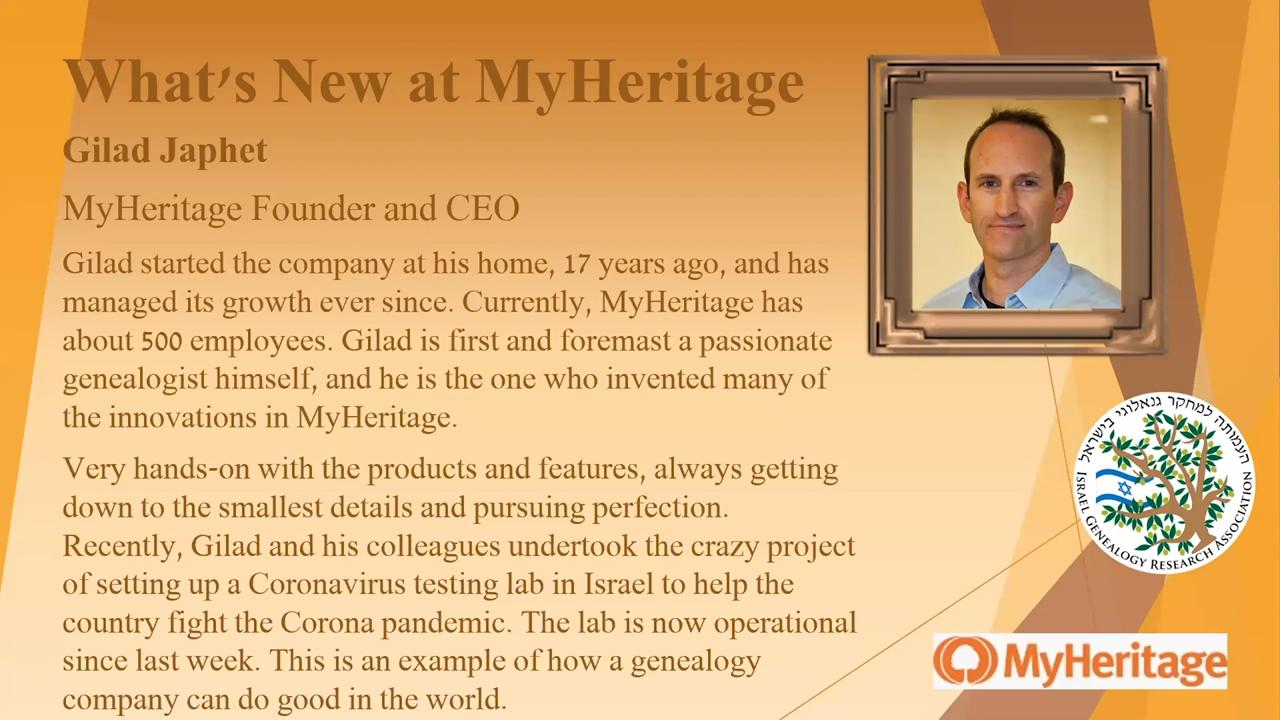 What's New at MyHeritage
Gilad Japhet
MyHeritage Founder and CEO
Gilad started the company at his home, 17 years ago, and has
managed its growth ever since. Currently, MyHeritage has
about 500 employees. Gilad is first and foremast a passionate
genealogist himself, and he is the one who invented many of
the innovations in MyHeritage.
Very hands-on with the products and features, always getting
down to the smallest details and pursuing perfection.
Recently, Gilad and his colleagues undertook the crazy project
of setting up a Coronavirus testing lab in Israel to help the
country fight the Corona pandemic. The lab is now operational
since last week. This is an example of how a genealogy
company can do good in the world.
העמותה למחקר גנאלוגי בישראל
ISRAEL GENEALOGY RESEARCH ASSOCIATION
MyHeritage